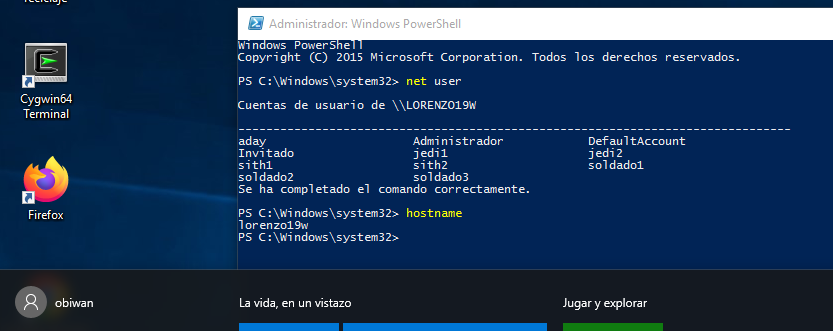 reciclaje
Administrador: Windows PowerShell
Windows PowerShell
Copyright (C) 2015 Microsoft Corporation. Todos los derechos reservados.
PS C:\Windows\system32> net user
Cuentas de usuario de \\LORENZO19W
-------------------------------------------------------------------------------
aday Administrador DefaultAccount
Invitado jedi1 jedi2
sith1 sith2 soldado1
soldado2 soldado3
Se ha completado el comando correctamente.
PS C:\Windows\system32> hostname
lorenzo19w
PS C:\Windows\system32>
Cygwin64
Terminal
Firefox
obiwan
La vida, en un vistazo
Jugar y explorar